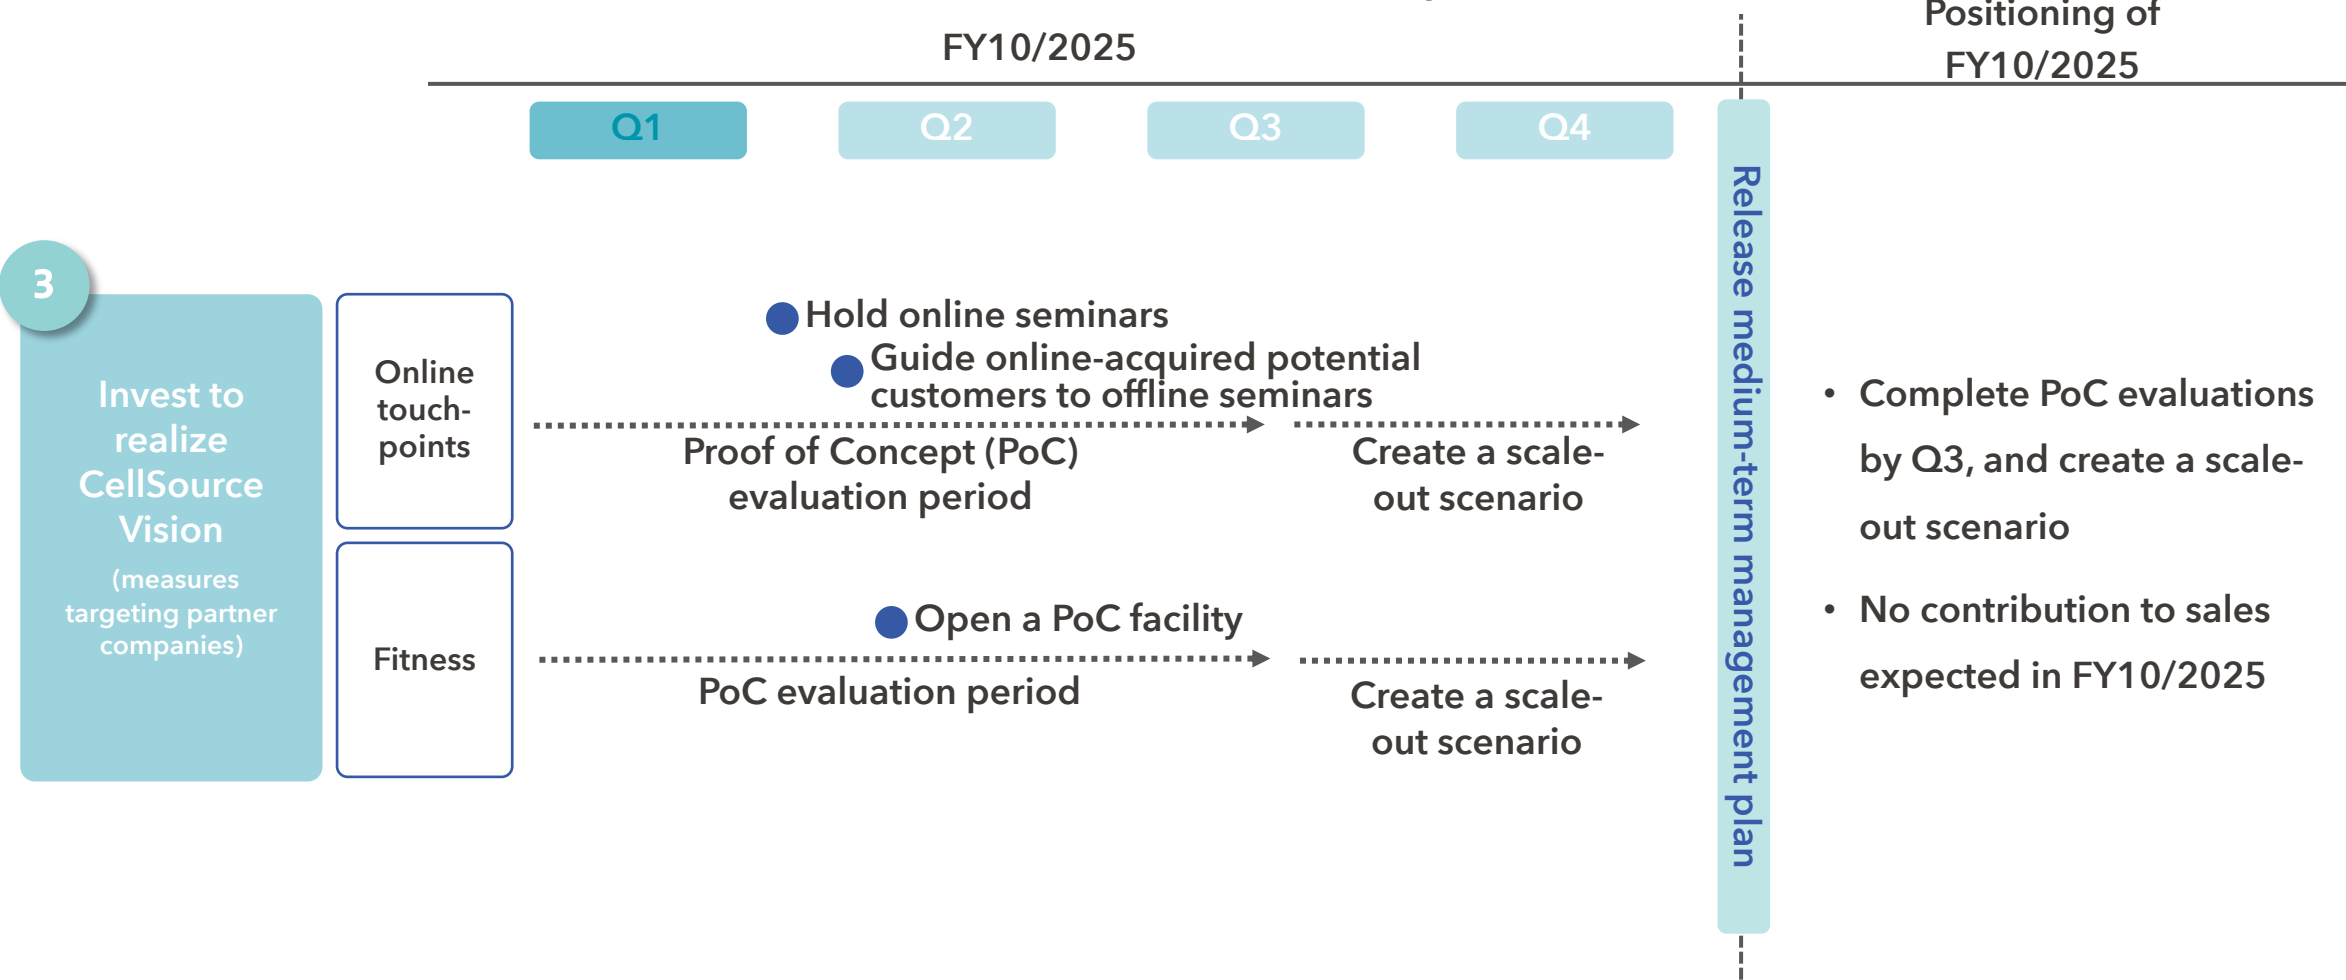 FY10/2025
Positioning of
FY10/2025
Q1
Q2
Q3
Q4
3
Invest to
realize
CellSource
Vision
(measures
targeting partner
companies)
Online
touch-
points
Hold online seminars
Guide online-acquired potential
customers to offline seminars
Proof of Concept (PoC)
evaluation period
Create a scale-
out scenario
Fitness
Open a PoC facility
PoC evaluation period
Create a scale-
out scenario
Release medium-term management plan
• Complete PoC evaluations
by Q3, and create a scale-
out scenario
• No contribution to sales
expected in FY10/2025